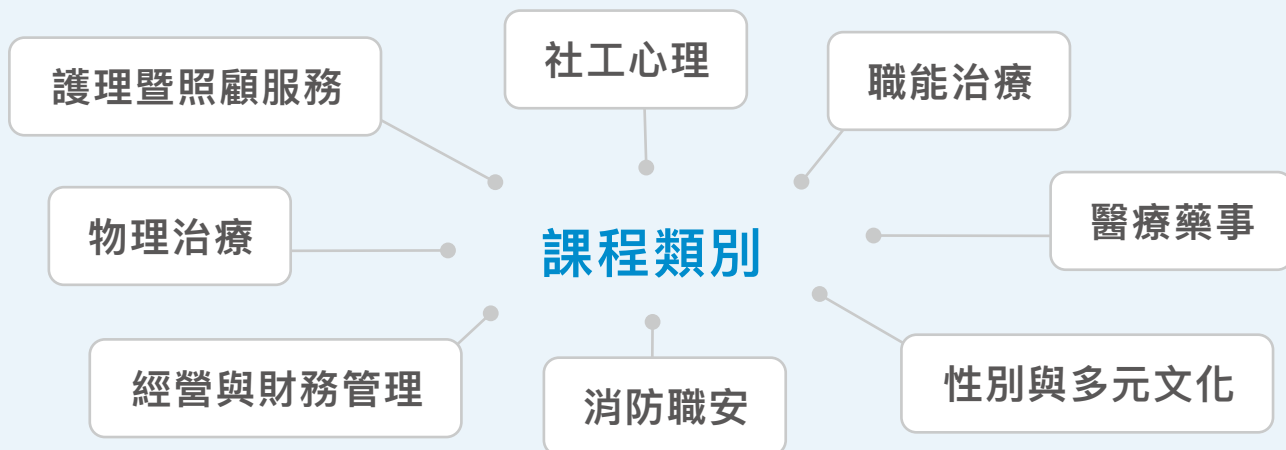 社工心理
職能治療
護理暨照顧服務
醫療藥事
物理治療
課程類別
性別與多元文化
經營與財務管理
消防職安